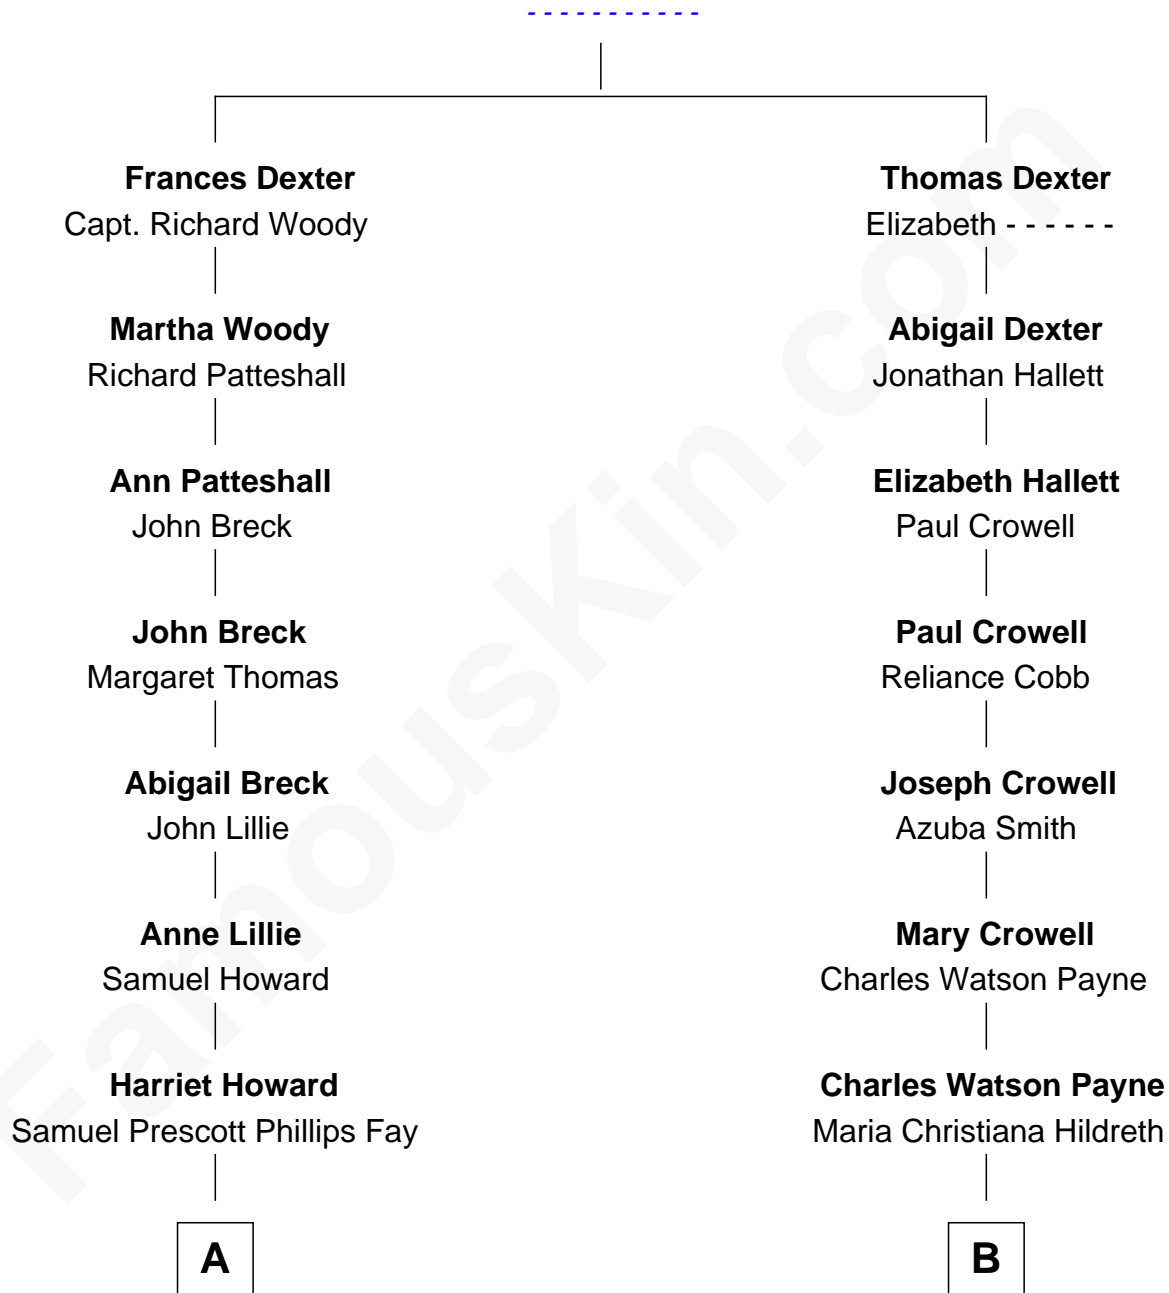 - - - - - - - - - - -
Frances Dexter
Capt. Richard Woody
Thomas Dexter
Elizabeth - - - - - -
Martha Woody
Richard Patteshall
Abigail Dexter
Jonathan Hallett
Ann Patteshall
John Breck
Elizabeth Hallett
Paul Crowell
John Breck
Margaret Thomas
Paul Crowell
Reliance Cobb
Abigail Breck
John Lillie
Joseph Crowell
Azuba Smith
Anne Lillie
Samuel Howard
Mary Crowell
Charles Watson Payne
Harriet Howard
Samuel Prescott Phillips Fay
Charles Watson Payne
Maria Christiana Hildreth
A
B
FamousKin.com